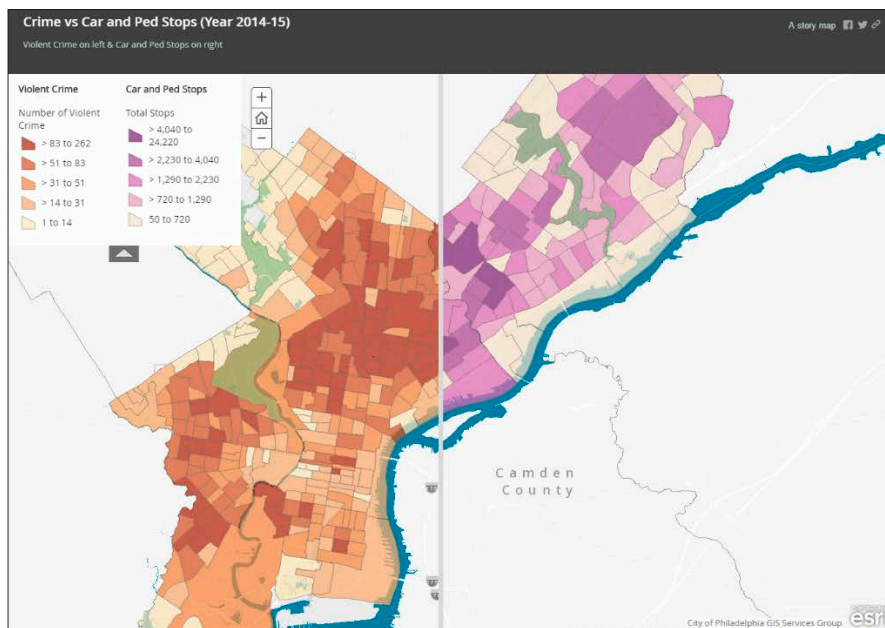 Crime vs Car and Ped Stops (Year 2014-15)
Violent Crime on left & Car and Ped Stops on right
A story map
Violent Crime
Number of Violent
Crime
> 83 to 262
> 51 to 83
> 31 to 51
> 14 to 31
1 to 14
Car and Ped Stops
Total Stops
> 4,040 to
24,220
> 2,230 to 4,040
> 1,290 to 2,230
> 720 to 1,290
50 to 720
+
−
Camden
County
City of Philadelphia GIS Services Group
esri